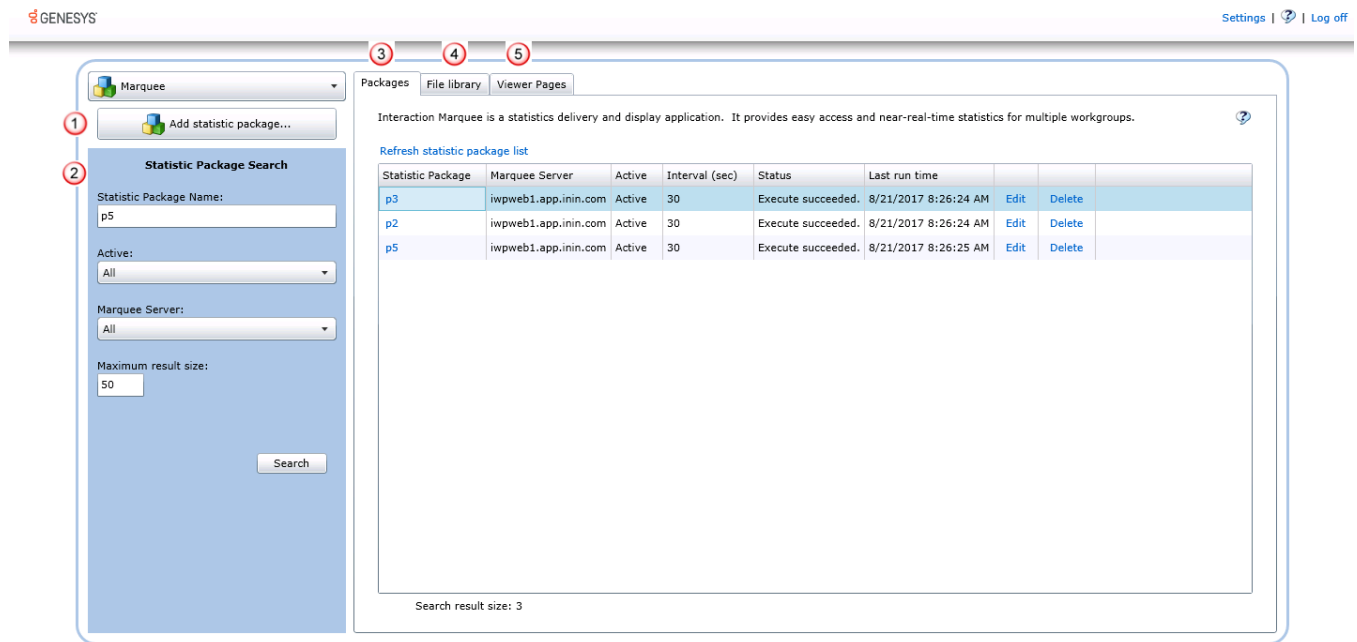 GENESYS
Settings | ? | Log off
3 4 5
Marquee
Packages File library Viewer Pages
1 Add statistic package...
Interaction Marquee is a statistics delivery and display application. It provides easy access and near-real-time statistics for multiple workgroups. ?
2 Statistic Package Search
Refresh statistic package list
Statistic Package Marquee Server Active Interval (sec) Status Last run time
Statistic Package Name:
p3 iwpweb1.app.inin.com Active 30 Execute succeeded. 8/21/2017 8:26:24 AM Edit Delete
p5
p2 iwpweb1.app.inin.com Active 30 Execute succeeded. 8/21/2017 8:26:24 AM Edit Delete
p5 iwpweb1.app.inin.com Active 30 Execute succeeded. 8/21/2017 8:26:25 AM Edit Delete
Active:
All
Marquee Server:
All
Maximum result size:
50
Search
Search result size: 3